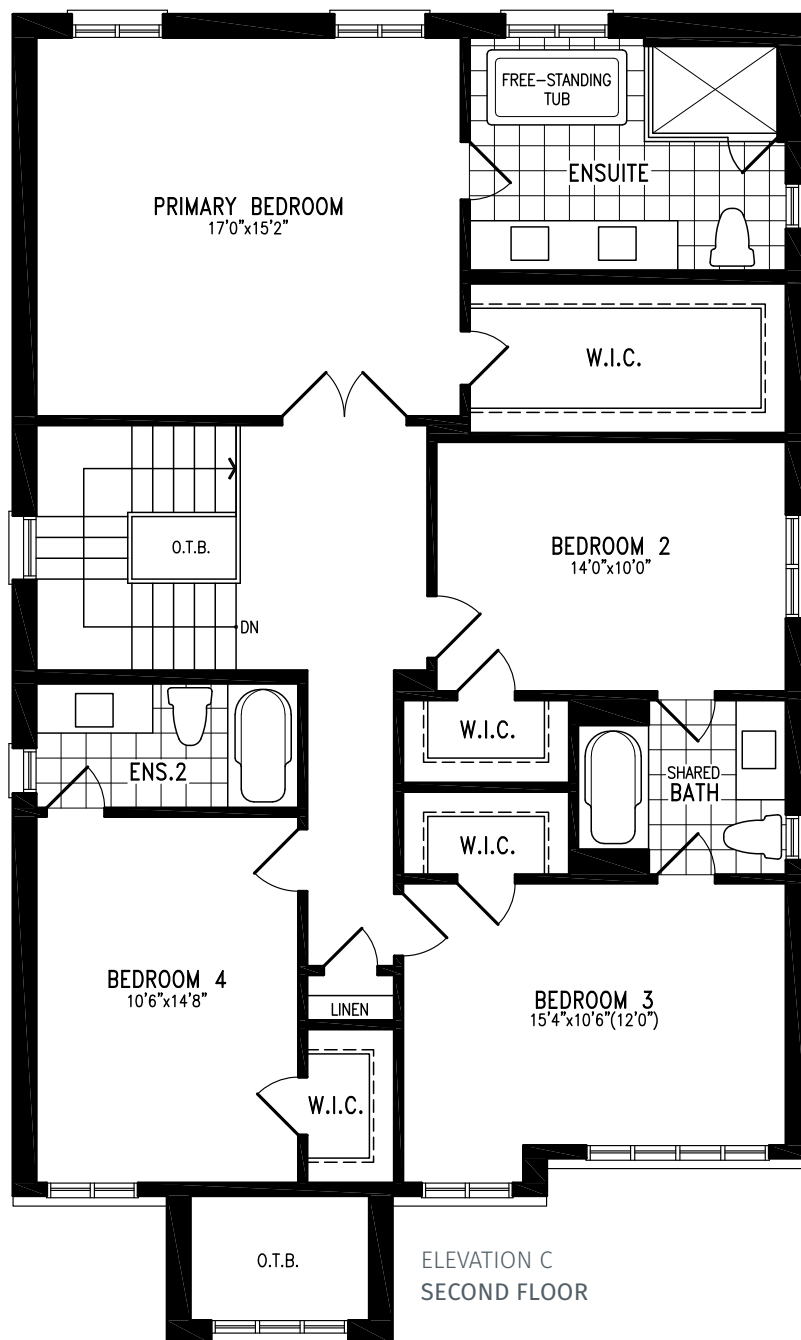 FREE-STANDING
TUB
ENSUITE
PRIMARY BEDROOM
17'0"x15'2"
W.I.C.
O.T.B.
BEDROOM 2
14'0"x10'0"
DN
W.I.C.
ENS.2
SHARED
BATH
W.I.C.
BEDROOM 4
10'6"x14'8"
LINEN
BEDROOM 3
15'4"x10'6"(12'0")
W.I.C.
O.T.B.
ELEVATION C
SECOND FLOOR